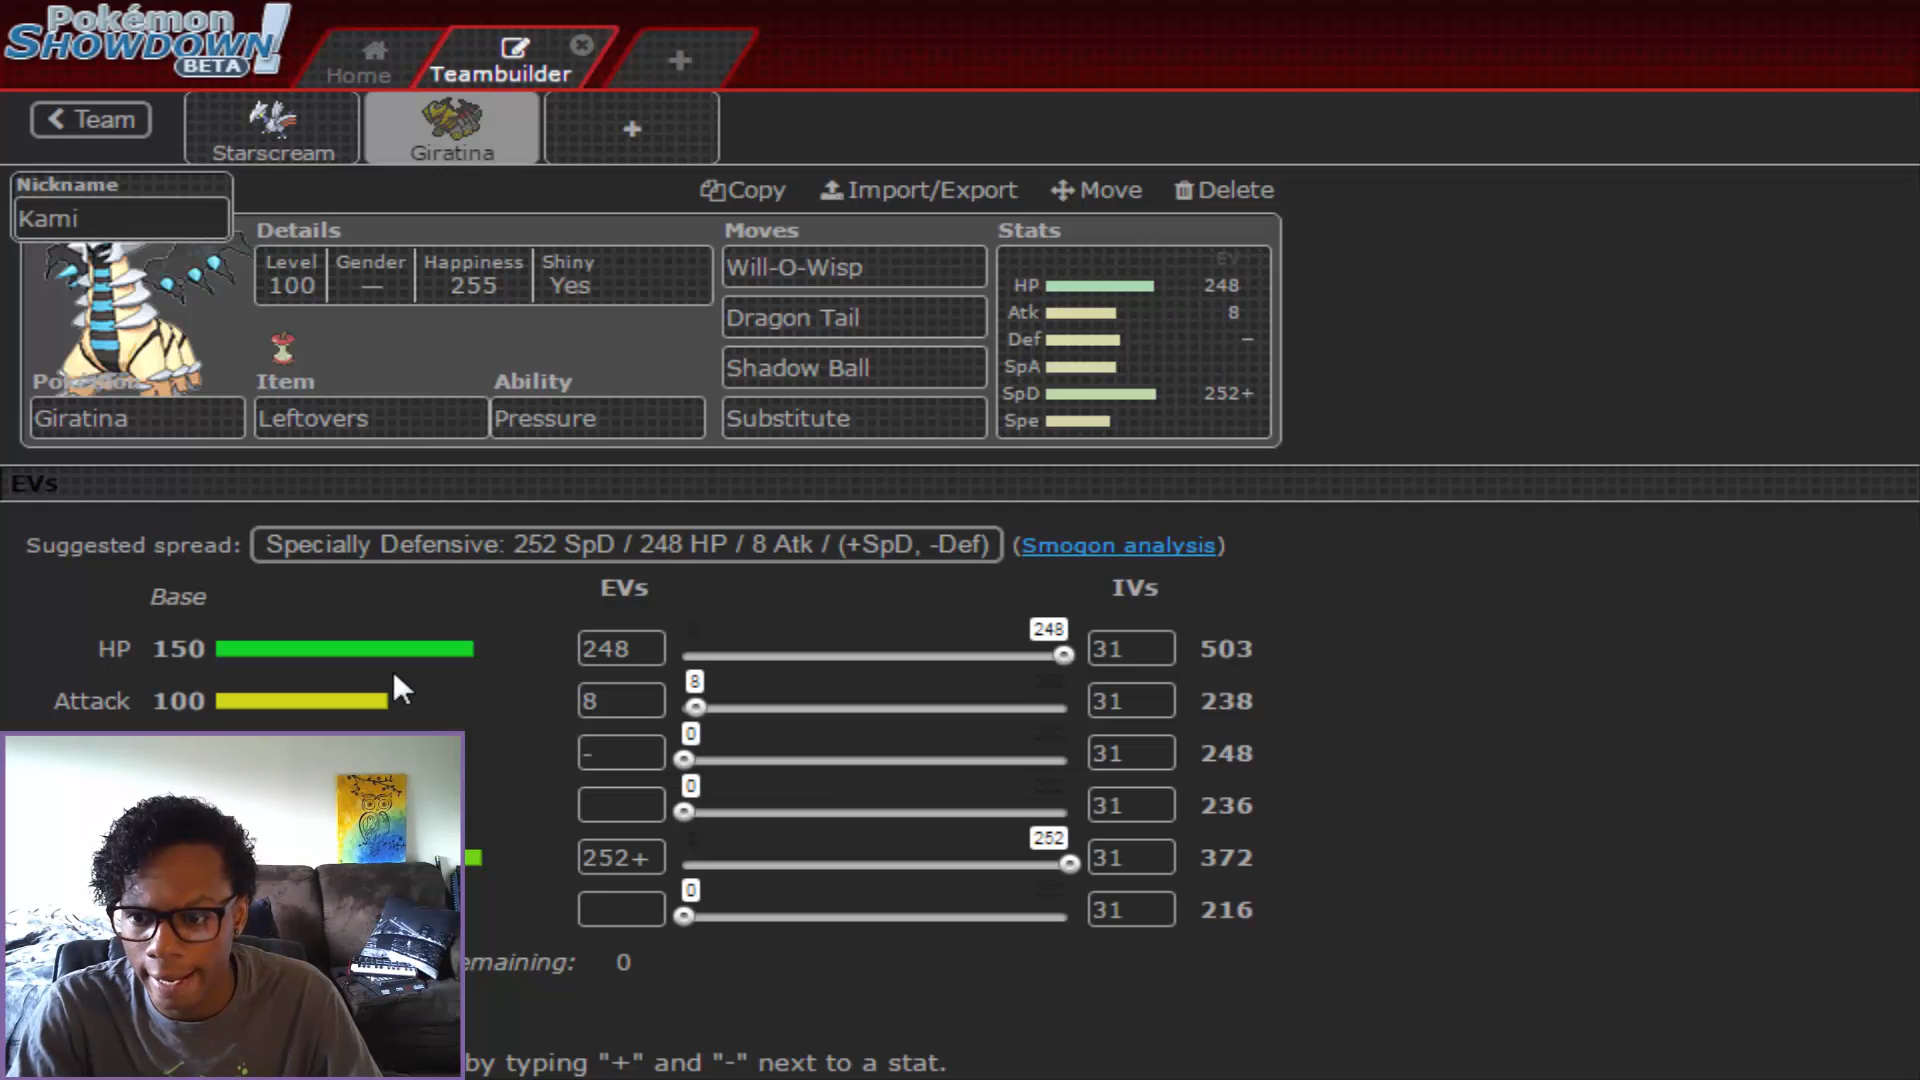 Pokémon
SHOWDOWN!
BETA
Home
Teambuilder
+
Team
Starscream
Giratina
+
Nickname
Kami
Copy
Import/Export
Move
Delete
Details
Level
100
Gender
—
Happiness
255
Shiny
Yes
Pokémon
Giratina
Item
Leftovers
Ability
Pressure
Moves
Will-O-Wisp
Dragon Tail
Shadow Ball
Substitute
Stats
EV
HP 248
Atk 8
Def −
SpA
SpD 252+
Spe
EVs
Suggested spread: Specially Defensive: 252 SpD / 248 HP / 8 Atk / (+SpD, -Def) (Smogon analysis)
Base EVs IVs
HP 150 248 248 31 503
Attack 100 8 8 31 238
- 0 31 248
0 31 236
252+ 252 31 372
0 31 216
emaining: 0
by typing "+" and "-" next to a stat.